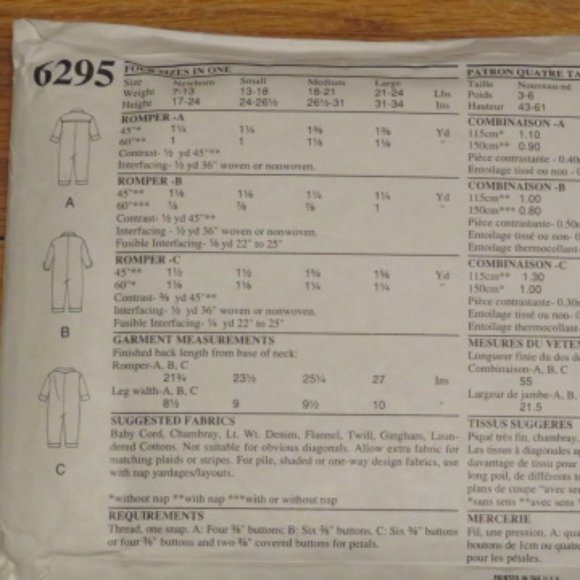 6295
FOUR SIZES IN ONE
Size Newborn Small Medium Large
Weight 7-13 13-18 18-21 21-24 Lbs
Height 17-24 24-26½ 26½-31 31-34 Ins
ROMPER -A
45"* 1¼ 1¼ 1⅜ 1⅜ Yd
60"** 1 1⅛ 1⅛ "
Contrast- ½ yd 45"**
Interfacing- ½ yd 36" woven or nonwoven.
ROMPER -B
45"** 1⅛ 1⅛ 1¼ 1¼ Yd
60"*** ⅞ ⅞ ⅞ 1 "
Contrast- ½ yd 45"**
Interfacing- ½ yd 36" woven or nonwoven.
Fusible Interfacing- ⅛ yd 22" to 25"
ROMPER -C
45"** 1½ 1½ 1⅝ Yd
60"* 1⅛ 1⅛ 1¼ 1¼ "
Contrast- ⅜ yd 45"**
Interfacing- ½ yd 36" woven or nonwoven.
Fusible Interfacing- ¼ yd 22" to 25"
GARMENT MEASUREMENTS
Finished back length from base of neck:
Romper-A, B, C
21¾ 23½ 25¼ 27 Ins
Leg width-A, B, C
8½ 9 9½ 10 "
SUGGESTED FABRICS
Baby Cord, Chambray, Lt. Wt. Denim, Flannel, Twill, Gingham, Laun-
dered Cottons. Not suitable for obvious diagonals. Allow extra fabric for
matching plaids or stripes. For pile, shaded or one-way design fabrics, use
with nap yardages/layouts.
*without nap **with nap ***with or without nap
REQUIREMENTS
Thread, one snap. A: Four ⅜" buttons; B: Six ⅜" buttons, C: Six ⅜" buttons
or four ⅜" buttons and two ⅜" covered buttons for petals.
A
B
C
PATRON QUATRE TA
Taille Nouveau-né
Poids 3-6
Hauteur 43-61
COMBINAISON -A
115cm* 1.10
150cm** 0.90
Pièce contrastante - 0.40
Entoilage tissé ou non -
COMBINAISON -B
115cm** 1.00
150cm*** 0.80
Pièce contrastante- 0.50
Entoilage tissé ou non-
Entoilage thermocollant-
COMBINAISON -C
115cm** 1.30
150cm* 1.00
Pièce contrastante- 0.30
Entoilage tissé ou non-
Entoilage thermocollant
MESURES DU VETE
Longueur finie du dos de
Combinaison-A, B, C
55
Largeur de jambe-A, B,
21.5
TISSUS SUGGERES
Piqué très fin, chambray,
Les tissus à diagonales
davantage de tissu pour
long poil, de différents
plans de coupe "avec se
*sans sens **avec sens
MERCERIE
Fil, une pression. A: qua
boutons de 1cm ou quat
pour les pétales.